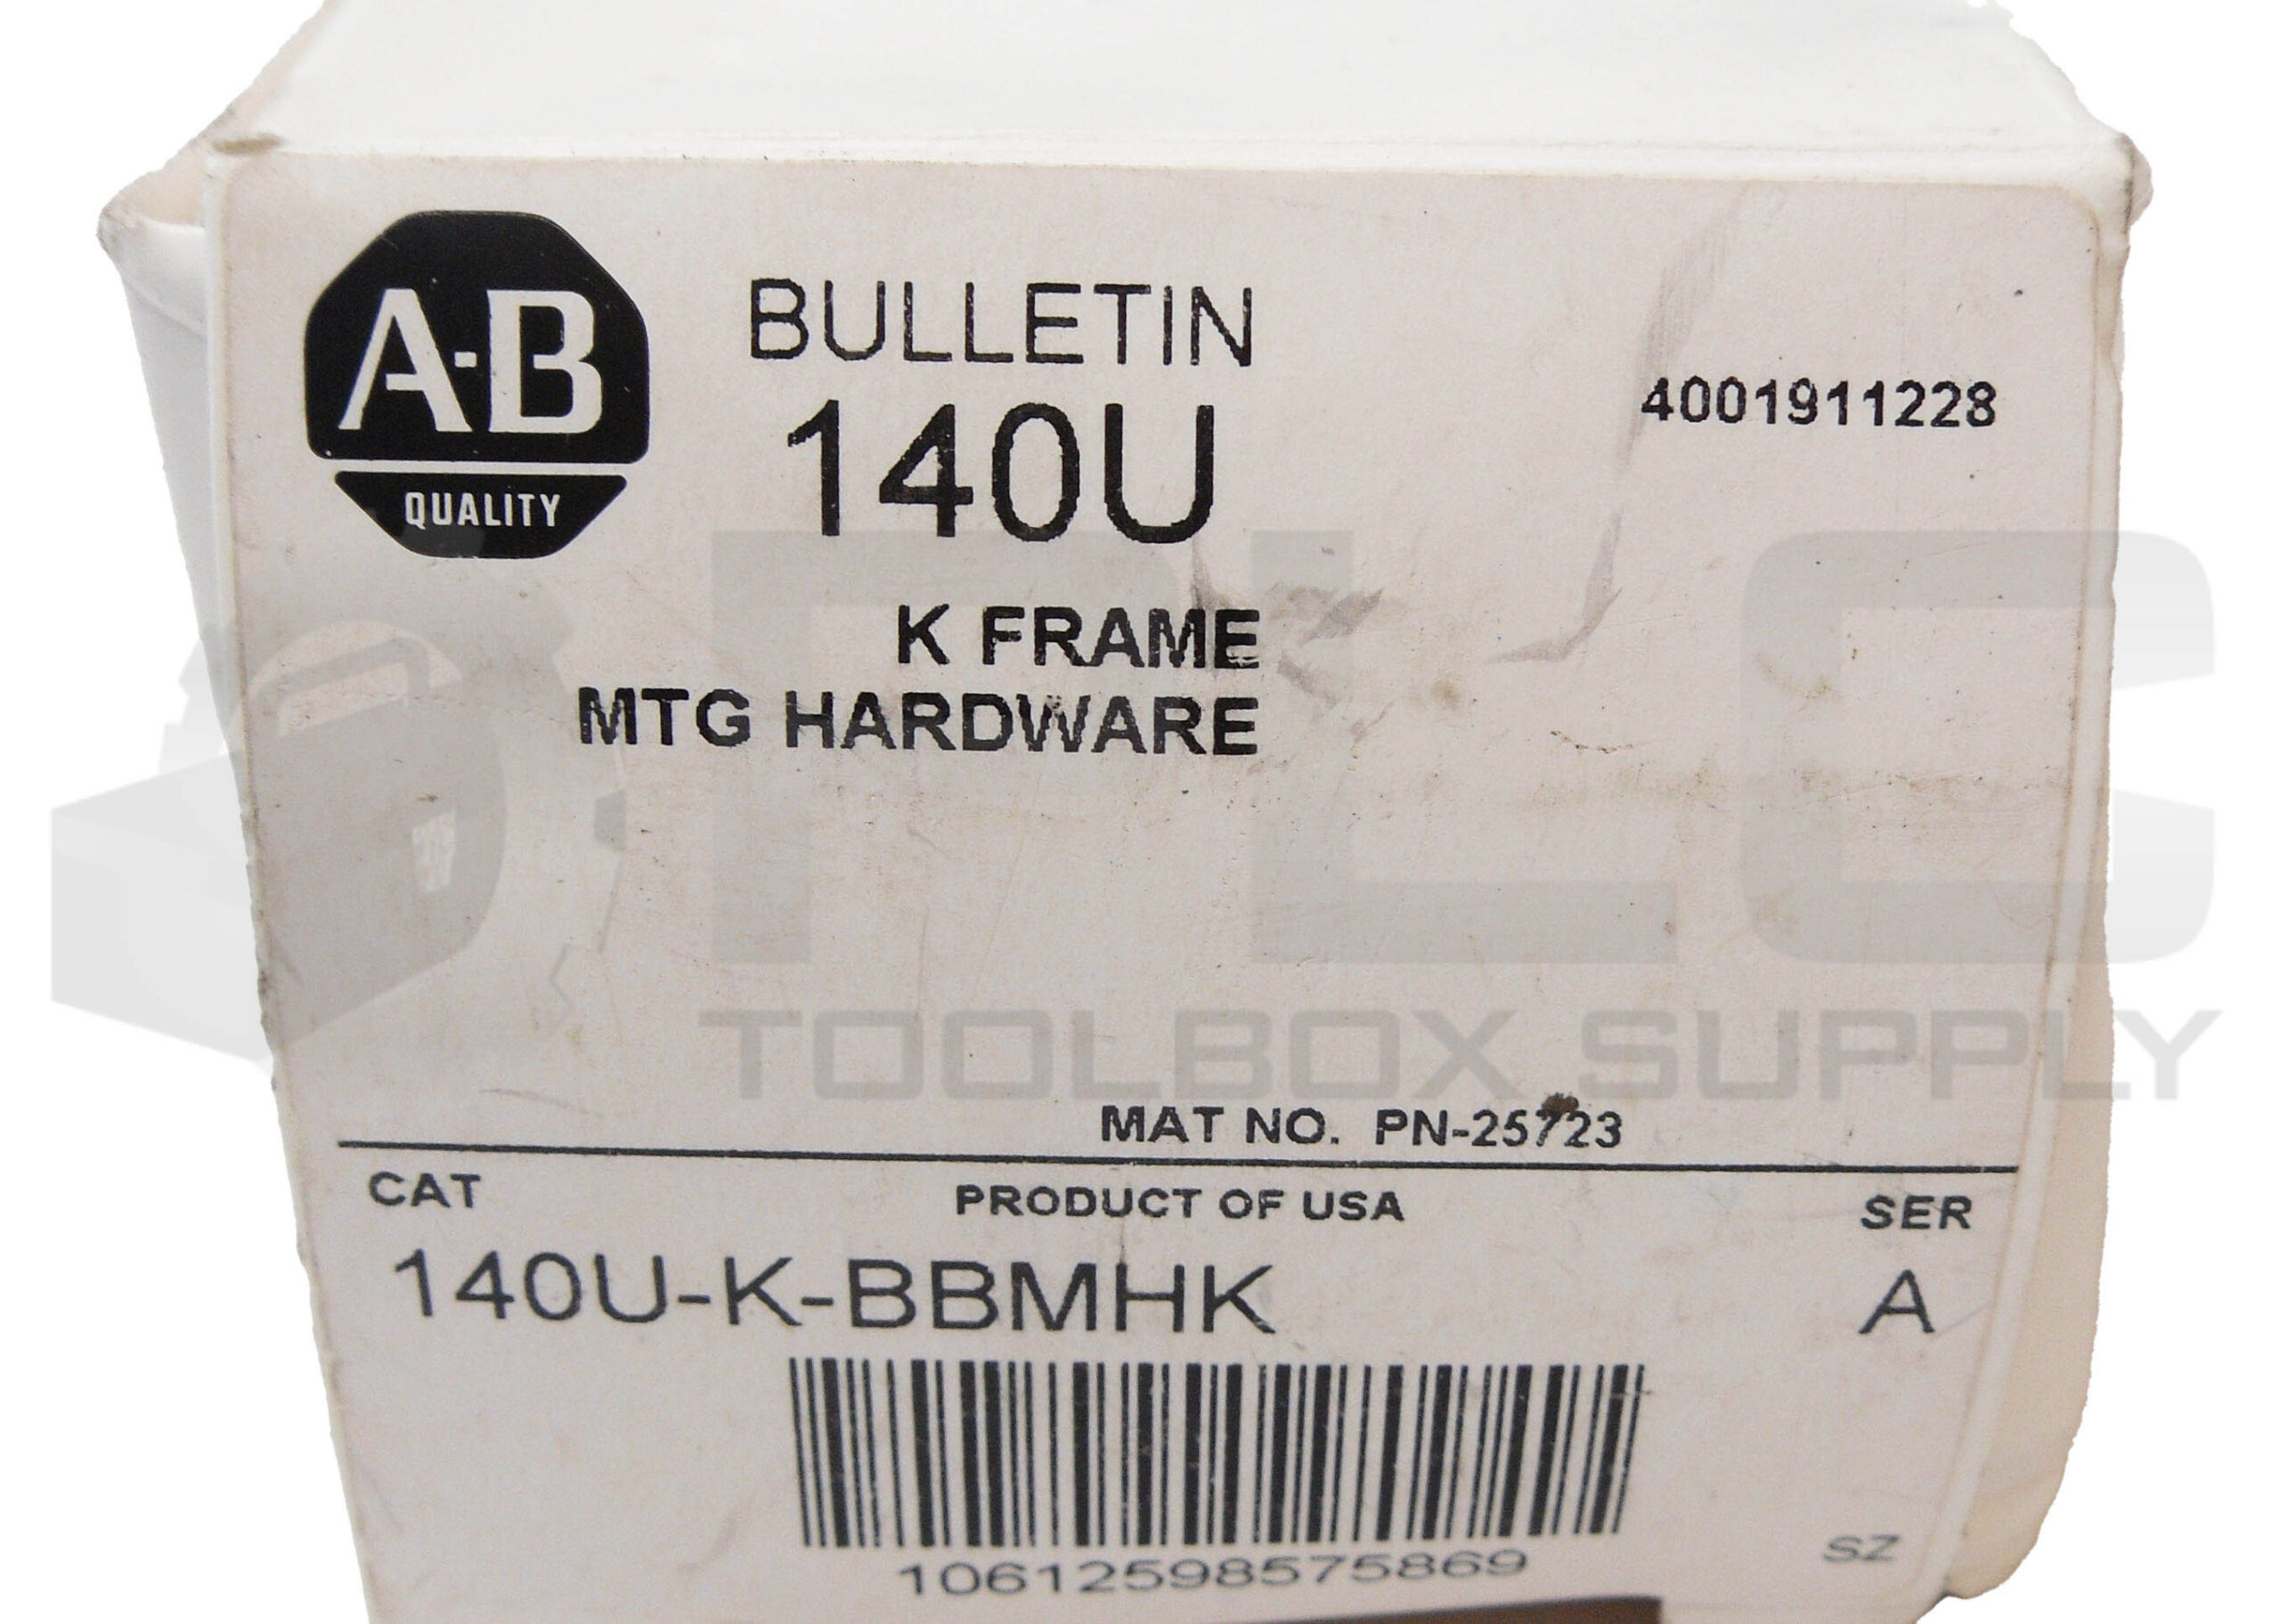 A-B
QUALITY
BULLETIN
140U
4001911228
K FRAME
MTG HARDWARE
PLC
TOOLBOX SUPPLY
MAT NO. PN-25723
CAT
PRODUCT OF USA
SER
140U-K-BBMHK
A
10612598575869
SZ